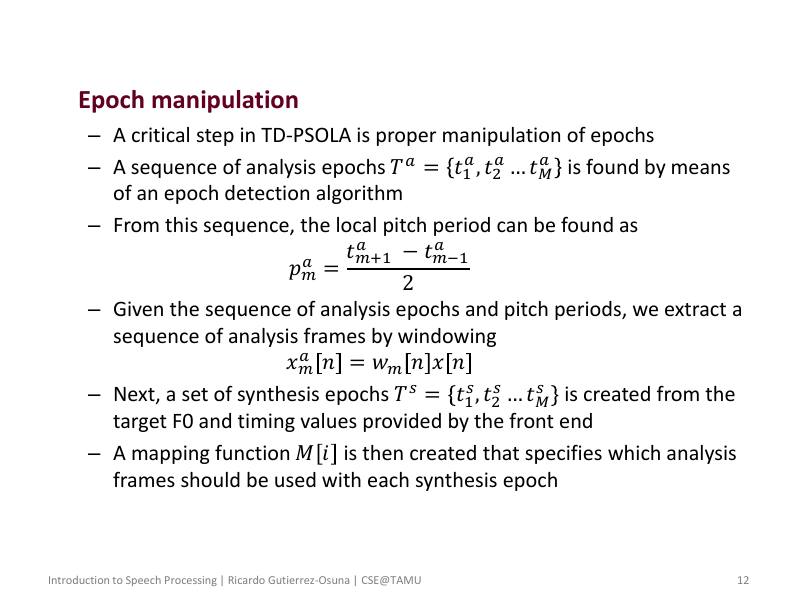 Epoch manipulation
– A critical step in TD-PSOLA is proper manipulation of epochs
– A sequence of analysis epochs $T^a = \{t_1^a, t_2^a \dots t_M^a\}$ is found by means
of an epoch detection algorithm
– From this sequence, the local pitch period can be found as
$p_m^a = \frac{t_{m+1}^a - t_{m-1}^a}{2}$
– Given the sequence of analysis epochs and pitch periods, we extract a
sequence of analysis frames by windowing
$x_m^a[n] = w_m[n]x[n]$
– Next, a set of synthesis epochs $T^s = \{t_1^s, t_2^s \dots t_M^s\}$ is created from the
target F0 and timing values provided by the front end
– A mapping function $M[i]$ is then created that specifies which analysis
frames should be used with each synthesis epoch
Introduction to Speech Processing | Ricardo Gutierrez-Osuna | CSE@TAMU 12